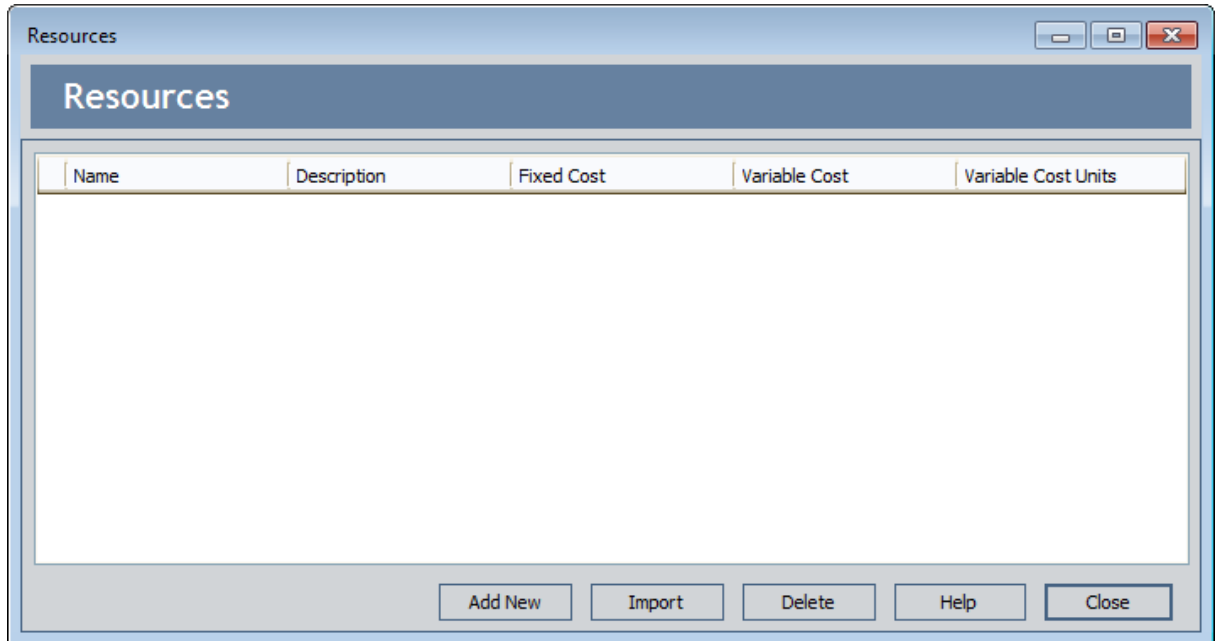 Resources
Resources
Name Description Fixed Cost Variable Cost Variable Cost Units
Add New Import Delete Help Close